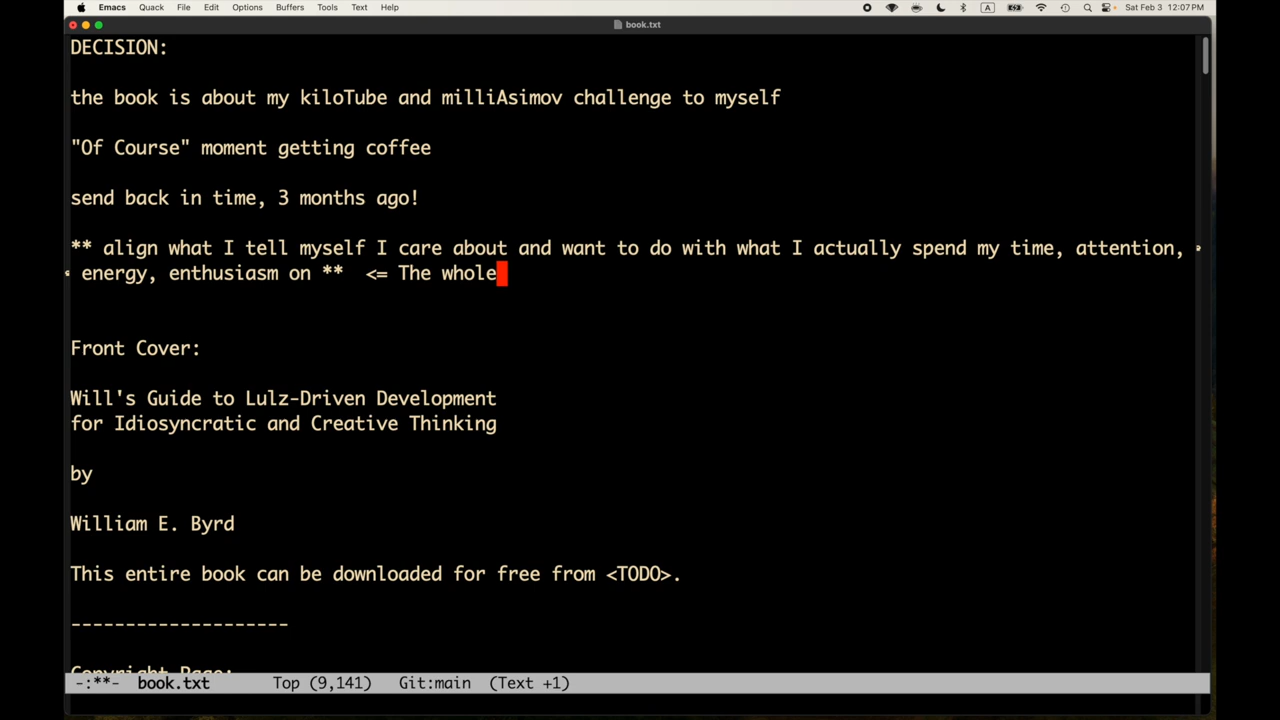 Emacs Quack File Edit Options Buffers Tools Text Help A Sat Feb 3 12:07 PM
book.txt
DECISION:
the book is about my kiloTube and milliAsimov challenge to myself
"Of Course" moment getting coffee
send back in time, 3 months ago!
** align what I tell myself I care about and want to do with what I actually spend my time, attention,
energy, enthusiasm on **  <= The whole
Front Cover:
Will's Guide to Lulz-Driven Development
for Idiosyncratic and Creative Thinking
by
William E. Byrd
This entire book can be downloaded for free from <TODO>.
--------------------
Copyright Page:
-:**-  book.txt      Top (9,141)   Git:main  (Text +1)